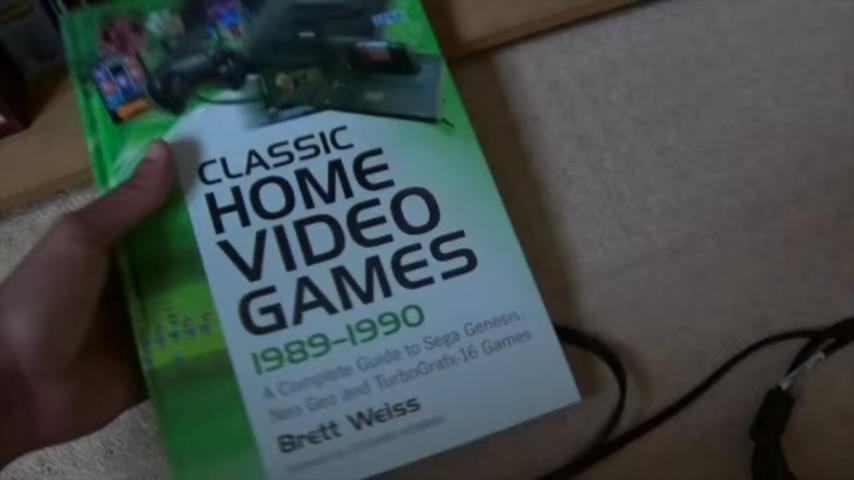 CLASSIC
HOME
VIDEO
GAMES
1989–1990
A Complete Guide to Sega Genesis,
Neo Geo and TurboGrafx-16 Games
Brett Weiss